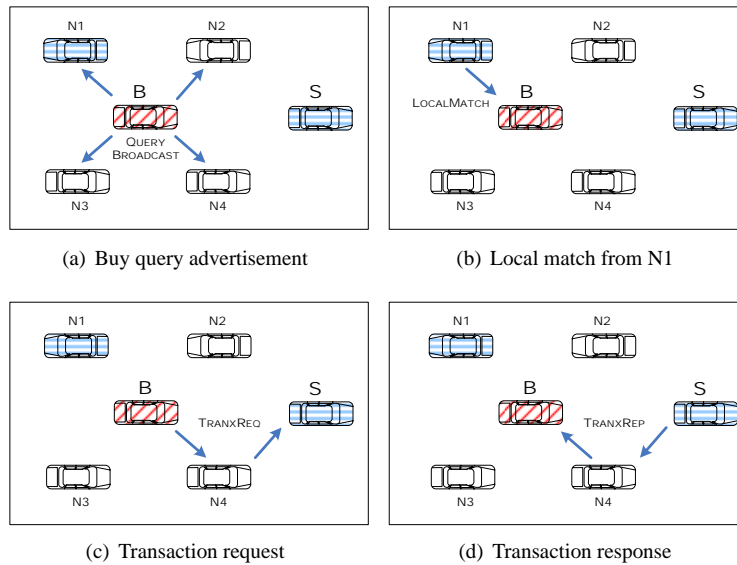 N1
N2
B
S
QUERY
BROADCAST
N3
N4
(a) Buy query advertisement
N1
N2
B
S
LOCALMATCH
N3
N4
(b) Local match from N1
N1
N2
B
S
TRANXREQ
N3
N4
(c) Transaction request
N1
N2
B
S
TRANXREP
N3
N4
(d) Transaction response